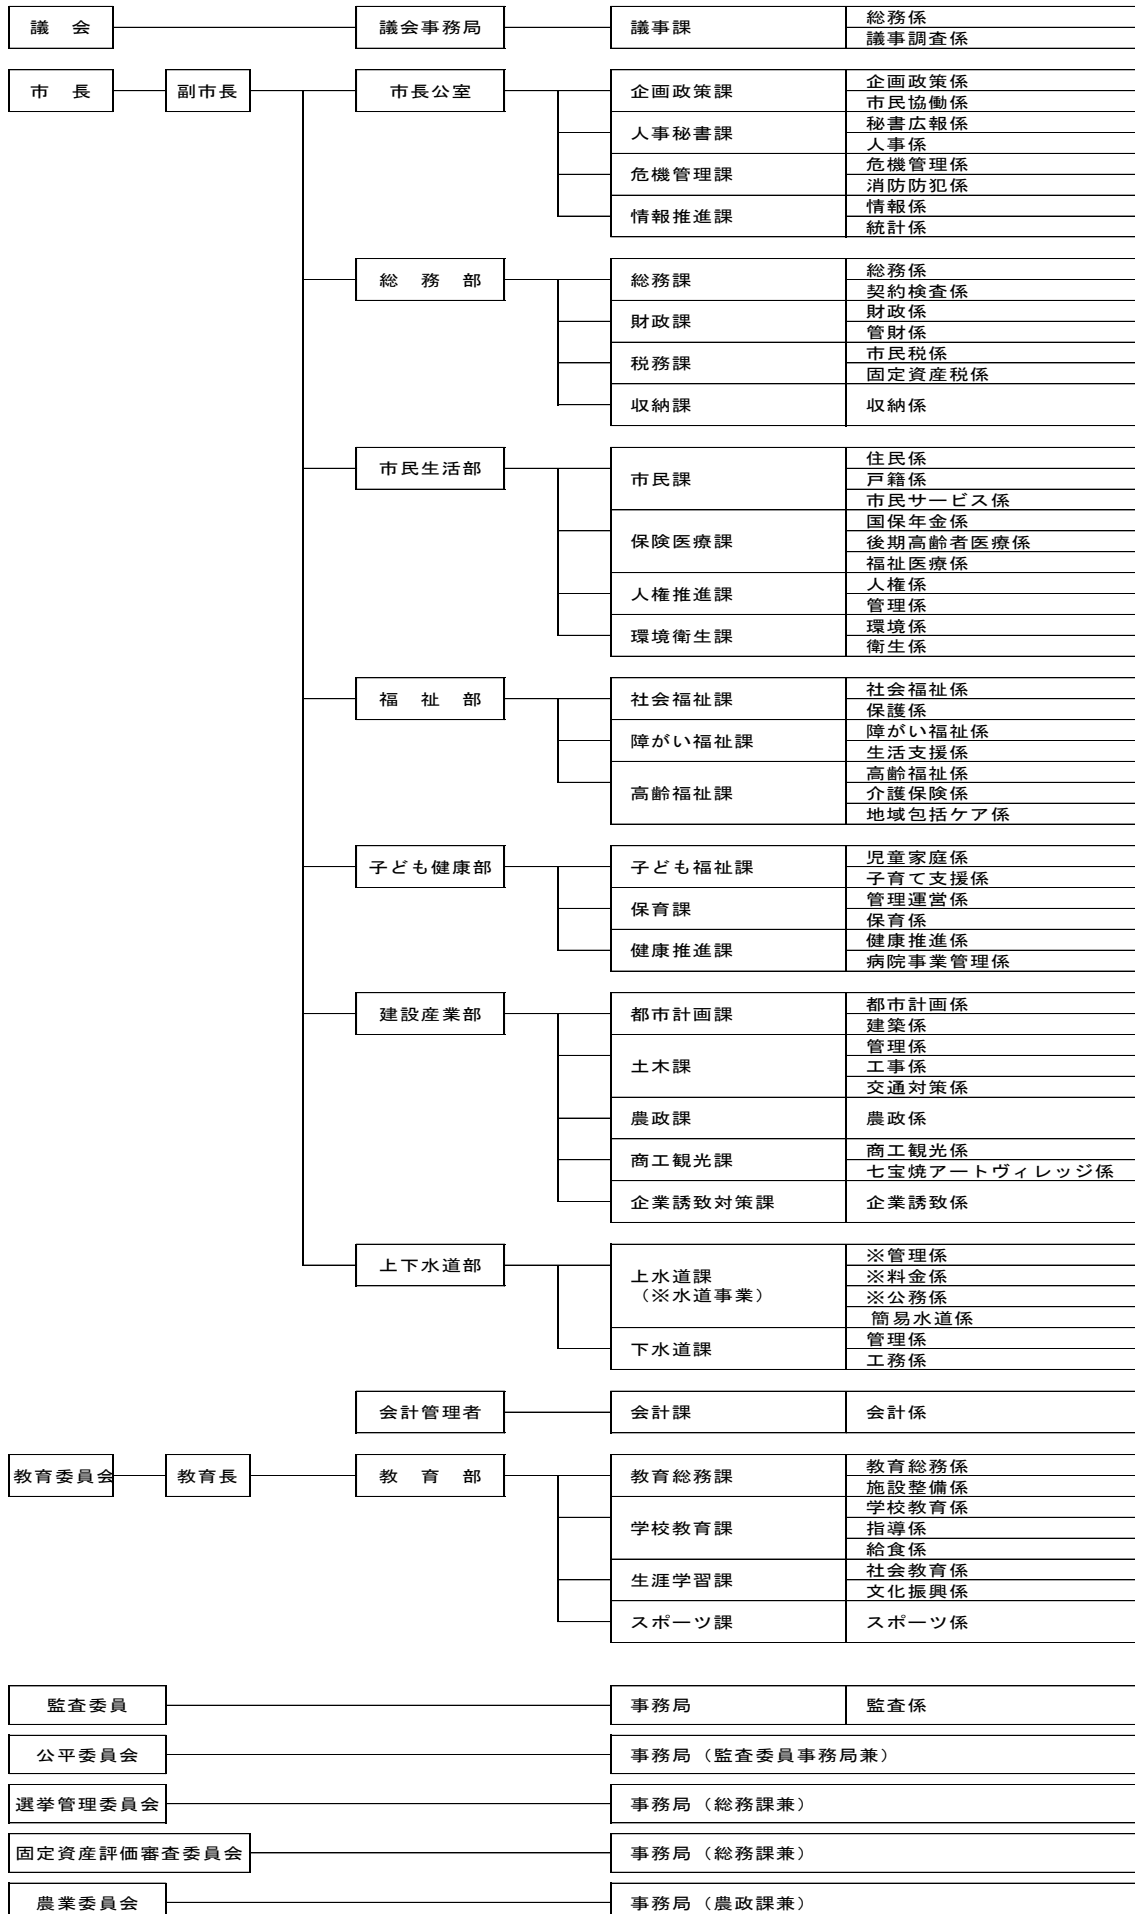 議　会
議会事務局
議事課
総務係
議事調査係
市　長
副市長
市長公室
企画政策課
企画政策係
市民協働係
人事秘書課
秘書広報係
人事係
危機管理課
危機管理係
消防防犯係
情報推進課
情報係
統計係
総　務　部
総務課
総務係
契約検査係
財政課
財政係
管財係
税務課
市民税係
固定資産税係
収納課
収納係
市民生活部
市民課
住民係
戸籍係
市民サービス係
保険医療課
国保年金係
後期高齢者医療係
福祉医療係
人権推進課
人権係
管理係
環境衛生課
環境係
衛生係
福　祉　部
社会福祉課
社会福祉係
保護係
障がい福祉課
障がい福祉係
生活支援係
高齢福祉課
高齢福祉係
介護保険係
地域包括ケア係
子ども健康部
子ども福祉課
児童家庭係
子育て支援係
保育課
管理運営係
保育係
健康推進課
健康推進係
病院事業管理係
建設産業部
都市計画課
都市計画係
建築係
土木課
管理係
工事係
交通対策係
農政課
農政係
商工観光課
商工観光係
七宝焼アートヴィレッジ係
企業誘致対策課
企業誘致係
上下水道部
上水道課
（※水道事業）
※管理係
※料金係
※公務係
簡易水道係
下水道課
管理係
工務係
会計管理者
会計課
会計係
教育委員会
教育長
教　育　部
教育総務課
教育総務係
施設整備係
学校教育課
学校教育係
指導係
給食係
生涯学習課
社会教育係
文化振興係
スポーツ課
スポーツ係
監査委員
事務局
監査係
公平委員会
事務局（監査委員事務局兼）
選挙管理委員会
事務局（総務課兼）
固定資産評価審査委員会
事務局（総務課兼）
農業委員会
事務局（農政課兼）